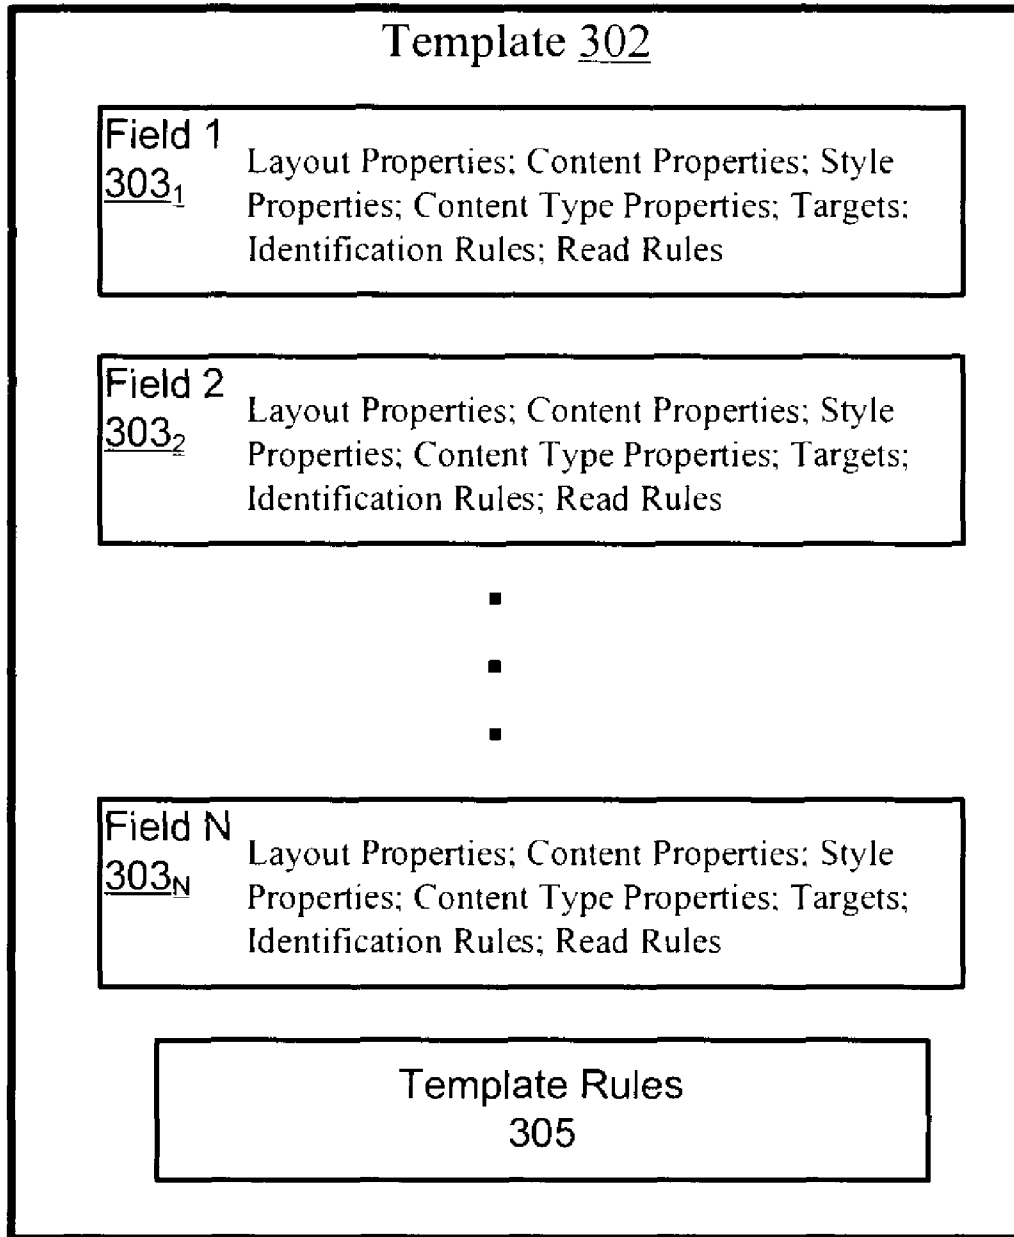 Template 302
Field 1
303₁
Layout Properties; Content Properties; Style
Properties; Content Type Properties; Targets;
Identification Rules; Read Rules
Field 2
303₂
Layout Properties; Content Properties; Style
Properties; Content Type Properties; Targets;
Identification Rules; Read Rules
Field N
303N
Layout Properties; Content Properties; Style
Properties; Content Type Properties; Targets;
Identification Rules; Read Rules
Template Rules
305